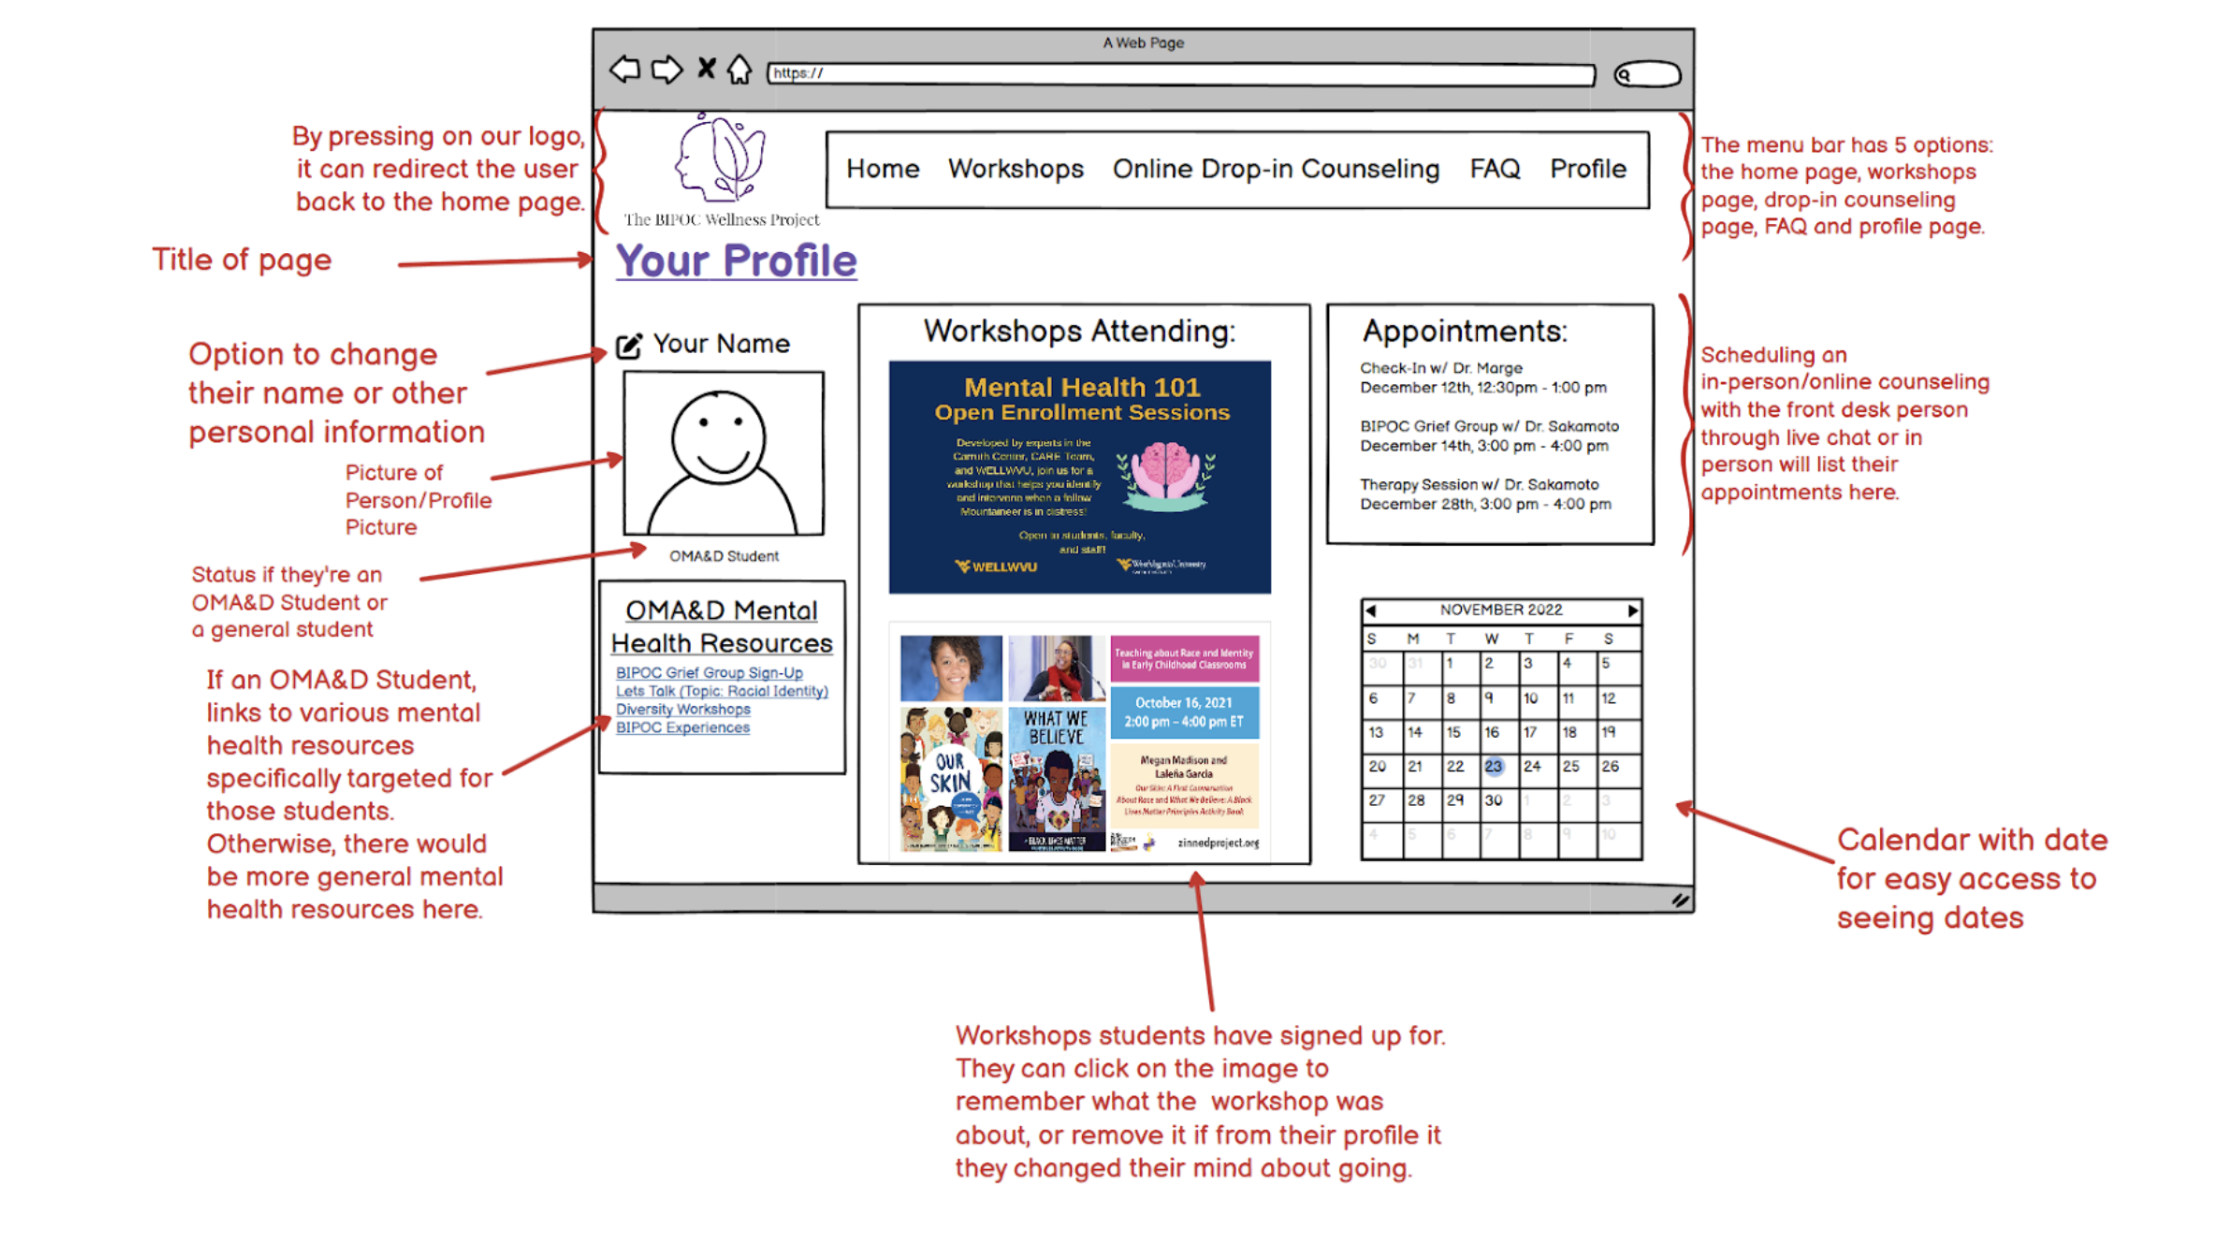 A Web Page
https://
By pressing on our logo,
it can redirect the user
back to the home page.
The BIPOC Wellness Project
Home Workshops Online Drop-in Counseling FAQ Profile
The menu bar has 5 options:
the home page, workshops
page, drop-in counseling
page, FAQ and profile page.
Title of page
Your Profile
Option to change
their name or other
personal information
Your Name
Picture of
Person/Profile
Picture
Status if they're an
OMA&D Student or
a general student
OMA&D Student
If an OMA&D Student,
links to various mental
health resources
specifically targeted for
those students.
Otherwise, there would
be more general mental
health resources here.
OMA&D Mental
Health Resources
BIPOC Grief Group Sign-Up
Lets Talk (Topic: Racial Identity)
Diversity Workshops
BIPOC Experiences
Workshops Attending:
Mental Health 101
Open Enrollment Sessions
Developed by experts in the
Carruth Center, CARE Team,
and WELLWVU, join us for a
workshop that helps you identify
and intervene when a fellow
Mountaineer is in distress!
Open to students, faculty,
and staff!
WELLWVU
WestVirginiaUniversity
Teaching about Race and Identity
in Early Childhood Classrooms
October 16, 2021
2:00 pm – 4:00 pm ET
Megan Madison and
Laleña Garcia
Our Skin: A First Conversation
About Race and What We Believe: A Black
Lives Matter Principles Activity Book
zinnedproject.org
OUR
SKIN
WHAT WE
BELIEVE
A BLACK LIVES MATTER
Appointments:
Check-In w/ Dr. Marge
December 12th, 12:30pm - 1:00 pm
BIPOC Grief Group w/ Dr. Sakamoto
December 14th, 3:00 pm - 4:00 pm
Therapy Session w/ Dr. Sakamoto
December 28th, 3:00 pm - 4:00 pm
Scheduling an
in-person/online counseling
with the front desk person
through live chat or in
person will list their
appointments here.
NOVEMBER 2022
S M T W T F S
30 31 1 2 3 4 5
6 7 8 9 10 11 12
13 14 15 16 17 18 19
20 21 22 23 24 25 26
27 28 29 30 1 2 3
4 5 6 7 8 9 10
Calendar with date
for easy access to
seeing dates
Workshops students have signed up for.
They can click on the image to
remember what the workshop was
about, or remove it if from their profile it
they changed their mind about going.